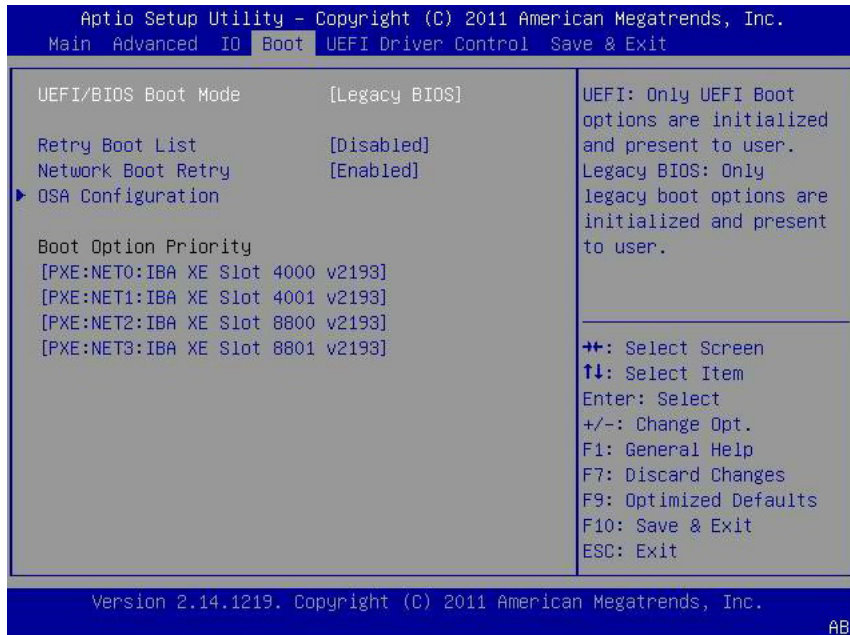 Aptio Setup Utility – Copyright (C) 2011 American Megatrends, Inc.
Main Advanced IO Boot UEFI Driver Control Save & Exit
UEFI/BIOS Boot Mode [Legacy BIOS]
Retry Boot List [Disabled]
Network Boot Retry [Enabled]
OSA Configuration
Boot Option Priority
[PXE:NET0:IBA XE Slot 4000 v2193]
[PXE:NET1:IBA XE Slot 4001 v2193]
[PXE:NET2:IBA XE Slot 8800 v2193]
[PXE:NET3:IBA XE Slot 8801 v2193]
UEFI: Only UEFI Boot
options are initialized
and present to user.
Legacy BIOS: Only
legacy boot options are
initialized and present
to user.
→←: Select Screen
↑↓: Select Item
Enter: Select
+/-: Change Opt.
F1: General Help
F7: Discard Changes
F9: Optimized Defaults
F10: Save & Exit
ESC: Exit
Version 2.14.1219. Copyright (C) 2011 American Megatrends, Inc.
AB